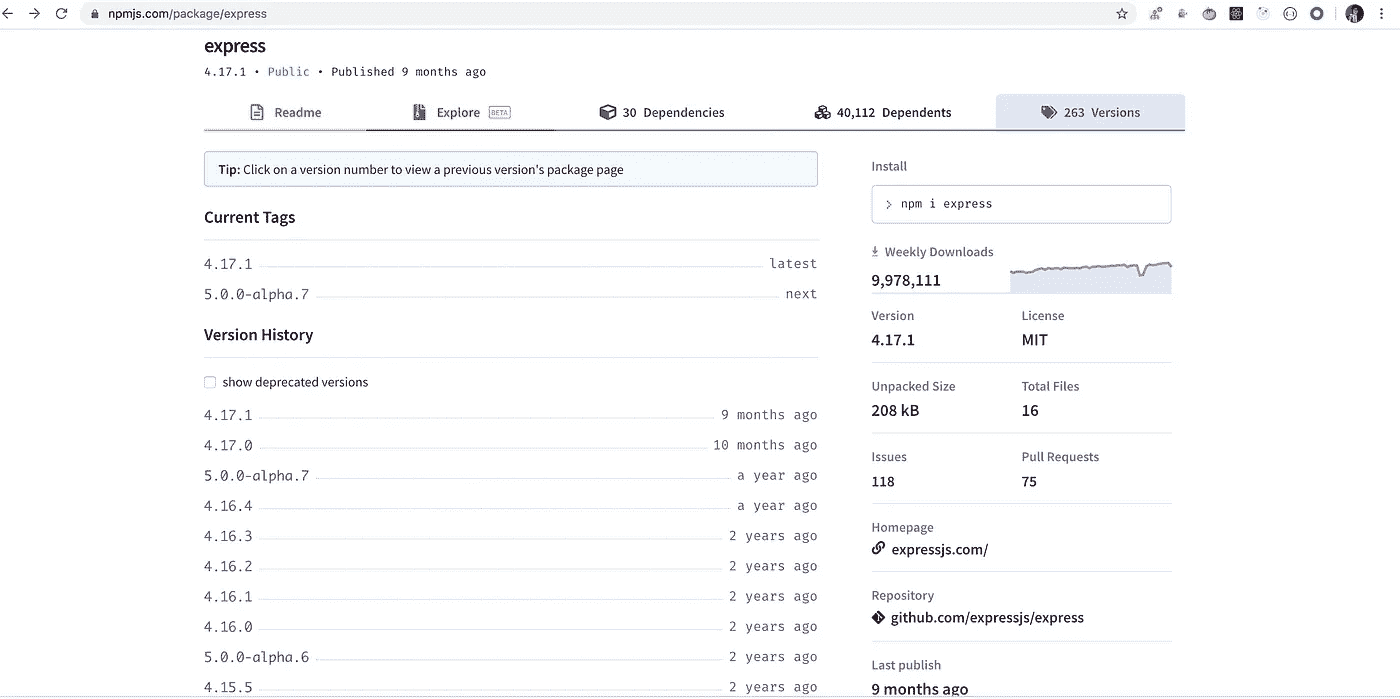 npmjs.com/package/express
express
4.17.1 • Public • Published 9 months ago
Readme
Explore BETA
30 Dependencies
40,112 Dependents
263 Versions
Tip: Click on a version number to view a previous version's package page
Current Tags
4.17.1 latest
5.0.0-alpha.7 next
Version History
show deprecated versions
4.17.1 9 months ago
4.17.0 10 months ago
5.0.0-alpha.7 a year ago
4.16.4 a year ago
4.16.3 2 years ago
4.16.2 2 years ago
4.16.1 2 years ago
4.16.0 2 years ago
5.0.0-alpha.6 2 years ago
4.15.5 2 years ago
Install
> npm i express
Weekly Downloads
9,978,111
Version License
4.17.1 MIT
Unpacked Size Total Files
208 kB 16
Issues Pull Requests
118 75
Homepage
expressjs.com/
Repository
github.com/expressjs/express
Last publish
9 months ago